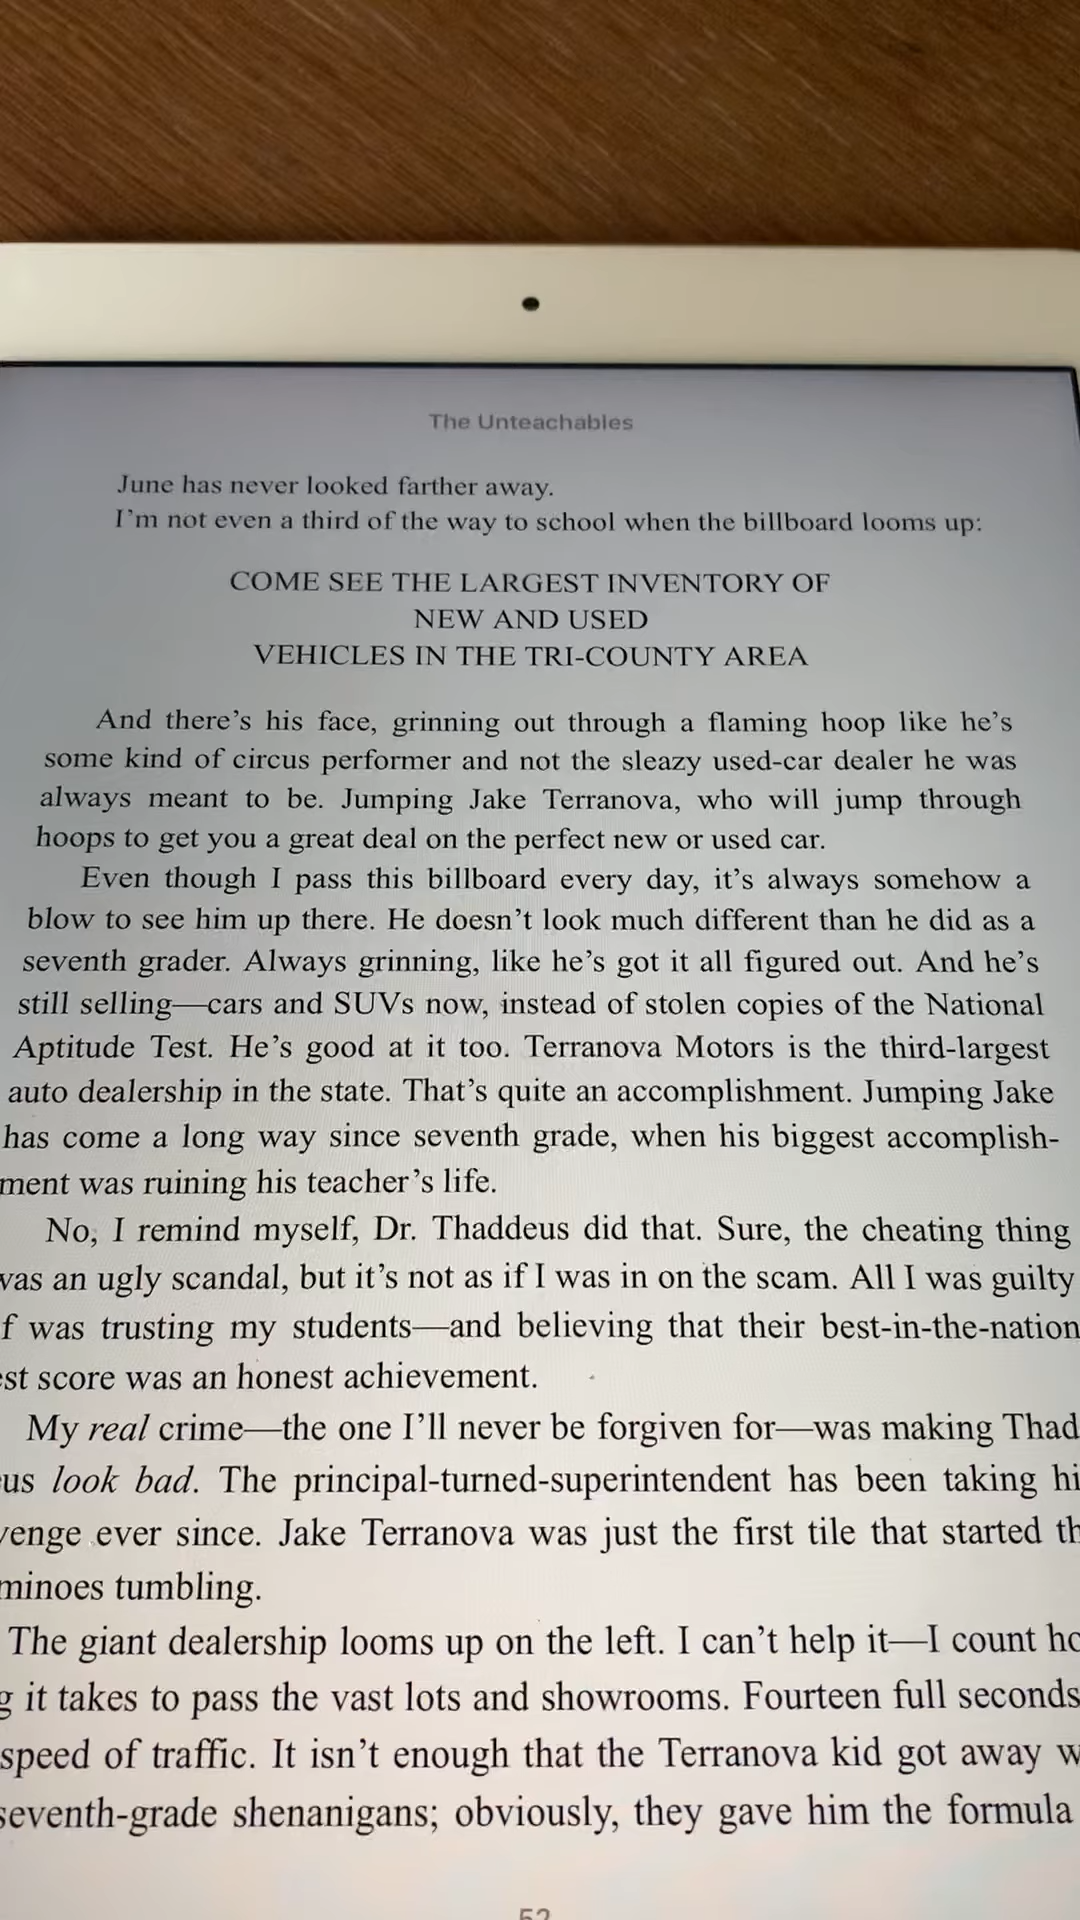 The Unteachables
June has never looked farther away.
I'm not even a third of the way to school when the billboard looms up:
COME SEE THE LARGEST INVENTORY OF
NEW AND USED
VEHICLES IN THE TRI-COUNTY AREA
And there's his face, grinning out through a flaming hoop like he's
some kind of circus performer and not the sleazy used-car dealer he was
always meant to be. Jumping Jake Terranova, who will jump through
hoops to get you a great deal on the perfect new or used car.
Even though I pass this billboard every day, it's always somehow a
blow to see him up there. He doesn't look much different than he did as a
seventh grader. Always grinning, like he's got it all figured out. And he's
still selling—cars and SUVs now, instead of stolen copies of the National
Aptitude Test. He's good at it too. Terranova Motors is the third-largest
auto dealership in the state. That's quite an accomplishment. Jumping Jake
has come a long way since seventh grade, when his biggest accomplish-
ment was ruining his teacher's life.
No, I remind myself, Dr. Thaddeus did that. Sure, the cheating thing
was an ugly scandal, but it's not as if I was in on the scam. All I was guilty
f was trusting my students—and believing that their best-in-the-nation
est score was an honest achievement.
My real crime—the one I'll never be forgiven for—was making Thad
us look bad. The principal-turned-superintendent has been taking hi
venge ever since. Jake Terranova was just the first tile that started th
minoes tumbling.
The giant dealership looms up on the left. I can't help it—I count ho
g it takes to pass the vast lots and showrooms. Fourteen full seconds
speed of traffic. It isn't enough that the Terranova kid got away w
seventh-grade shenanigans; obviously, they gave him the formula